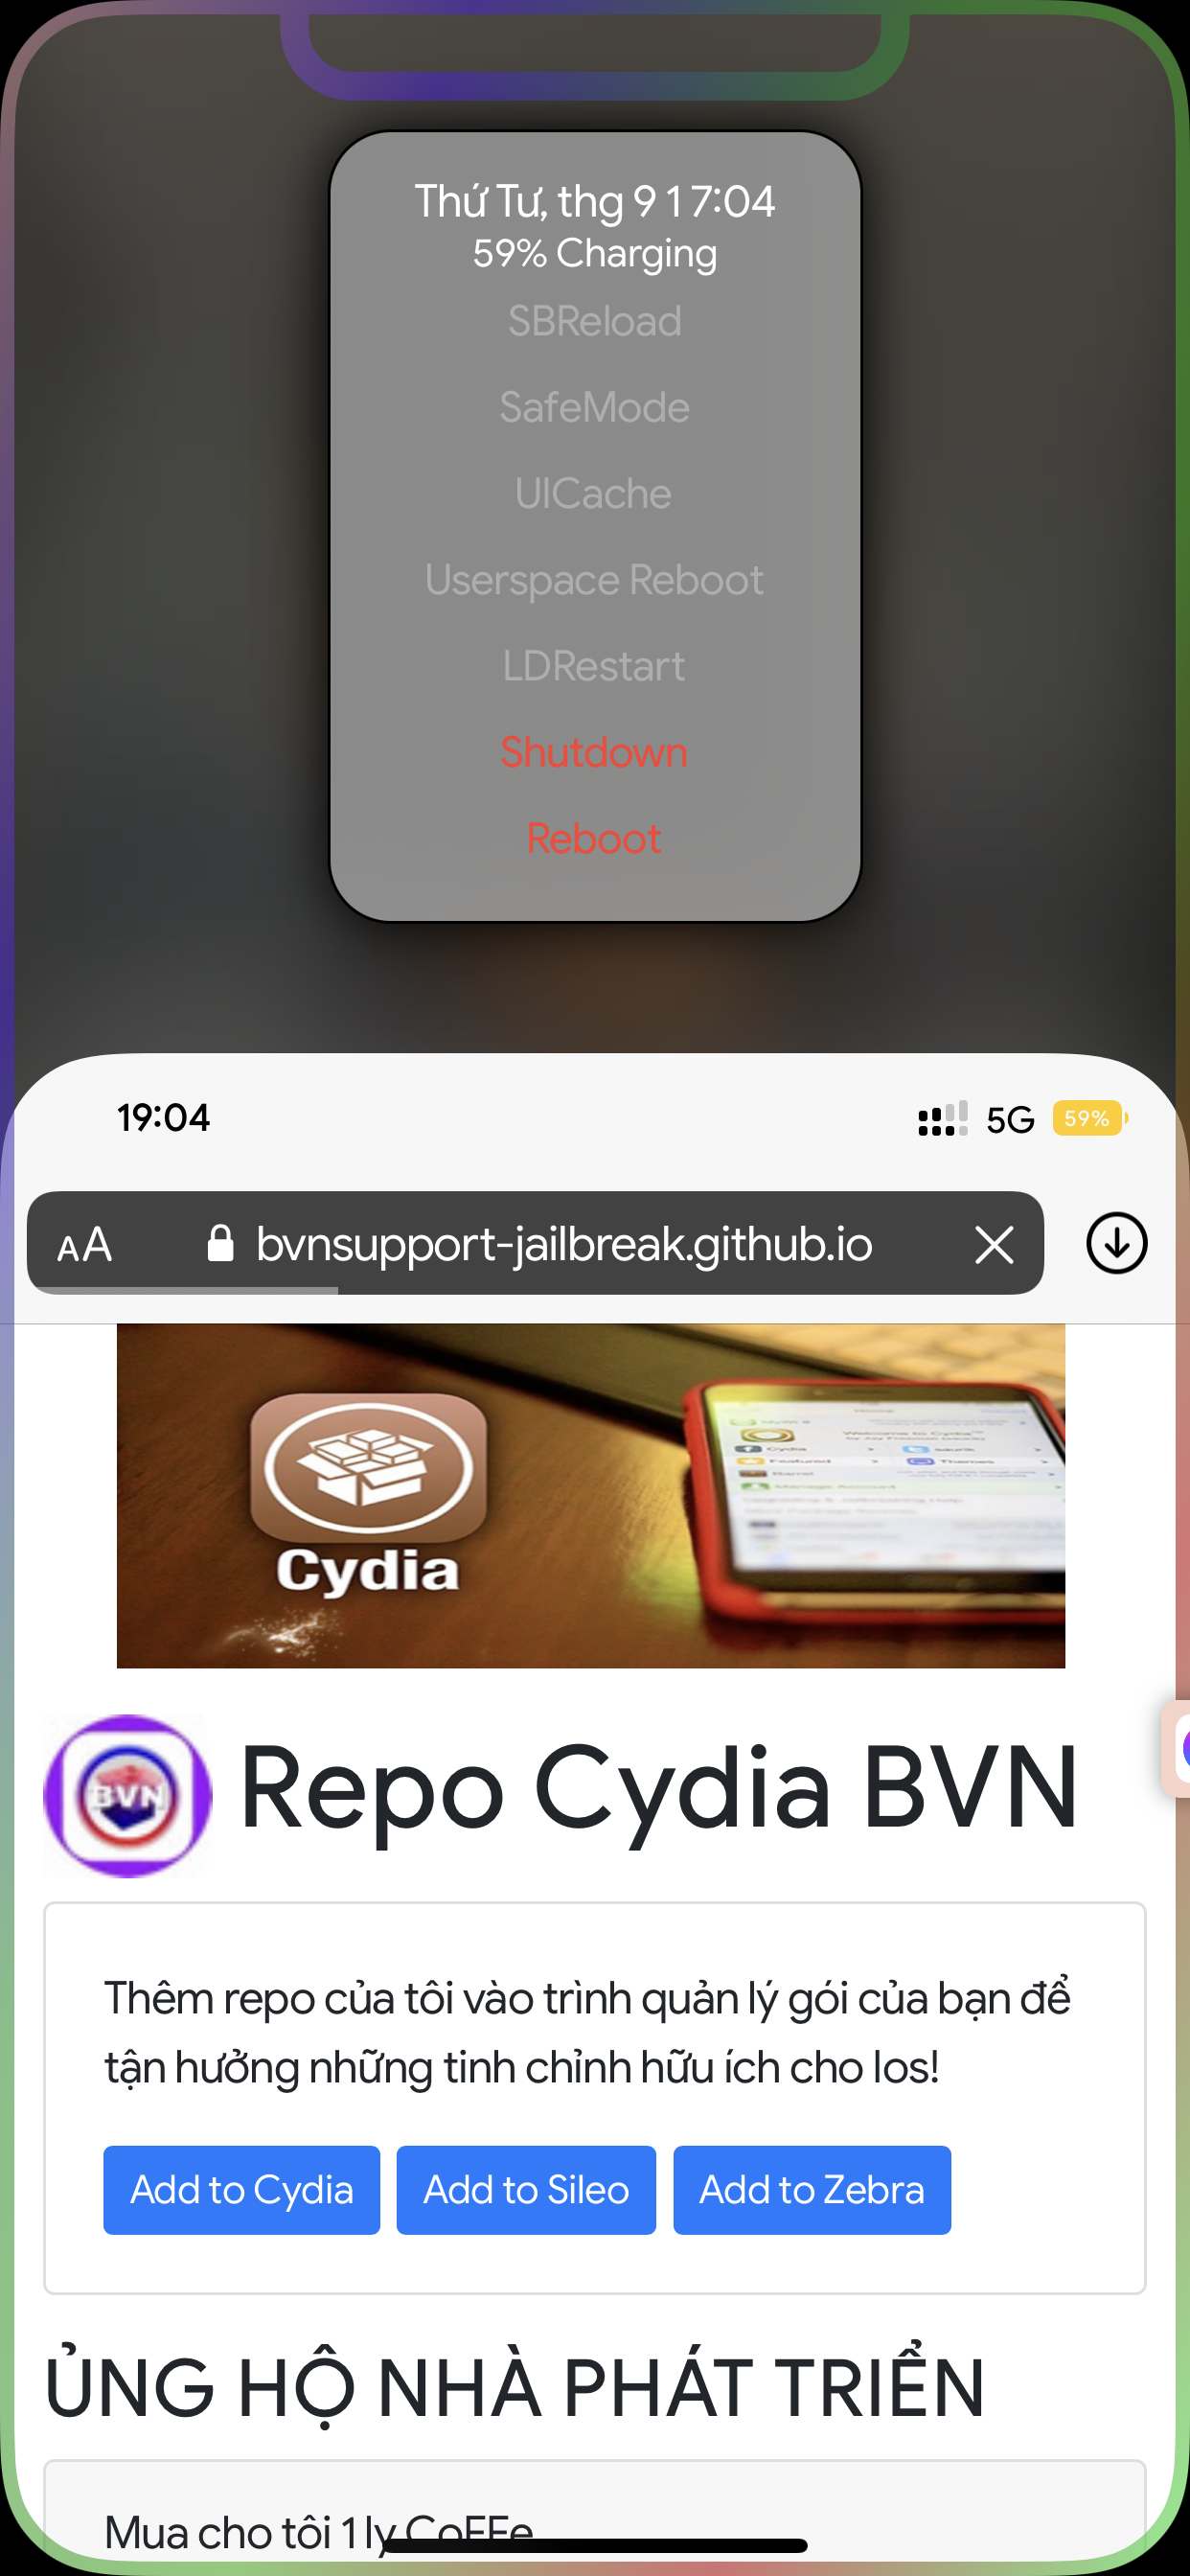 Thứ Tư, thg 9 1 7:04
59% Charging
SBReload
SafeMode
UICache
Userspace Reboot
LDRestart
Shutdown
Reboot
19:04 5G 59%
AA bvnsupport-jailbreak.github.io
Cydia
BVN
Repo Cydia BVN
Thêm repo của tôi vào trình quản lý gói của bạn để
tận hưởng những tinh chỉnh hữu ích cho Ios!
Add to Cydia Add to Sileo Add to Zebra
ỦNG HỘ NHÀ PHÁT TRIỂN
Mua cho tôi 1 ly CoFFe